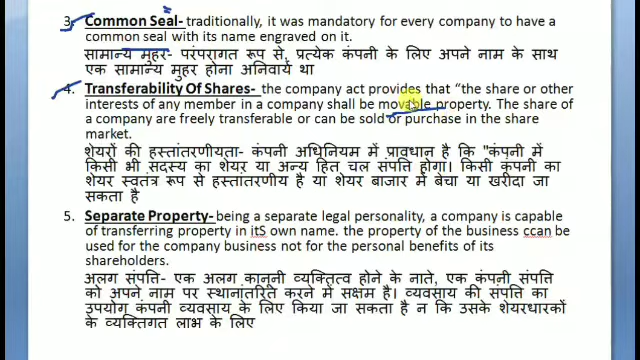 3. Common Seal- traditionally, it was mandatory for every company to have a
common seal with its name engraved on it.
सामान्य मुहर- परंपरागत रूप से, प्रत्येक कंपनी के लिए अपने नाम के साथ
एक सामान्य मुहर होना अनिवार्य था
4. Transferability Of Shares- the company act provides that “the share or other
interests of any member in a company shall be movable property. The share of
a company are freely transferable or can be sold or purchase in the share
market.
शेयरों की हस्तांतरणीयता- कंपनी अधिनियम में प्रावधान है कि "कंपनी में
किसी भी सदस्य का शेयर या अन्य हित चल संपत्ति होगा। किसी कंपनी का
शेयर स्वतंत्र रूप से हस्तांतरणीय है या शेयर बाजार में बेचा या खरीदा जा
सकता है
5. Separate Property- being a separate legal personality, a company is capable
of transferring property in itS own name. the property of the business ccan be
used for the company business not for the personal benefits of its
shareholders.
अलग संपत्ति- एक अलग कानूनी व्यक्तित्व होने के नाते, एक कंपनी संपत्ति
को अपने नाम पर स्थानांतरित करने में सक्षम है। व्यवसाय की संपत्ति का
उपयोग कंपनी व्यवसाय के लिए किया जा सकता है न कि उसके शेयरधारकों
के व्यक्तिगत लाभ के लिए